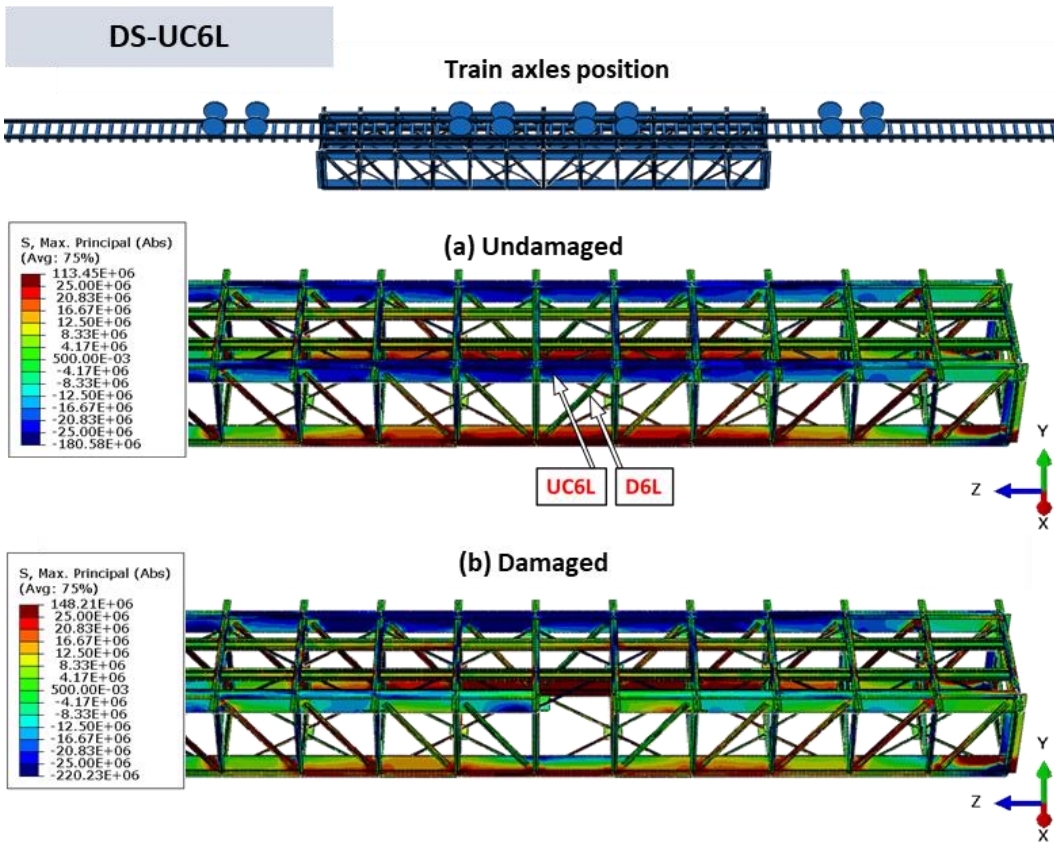 DS-UC6L
Train axles position
(a) Undamaged
S, Max. Principal (Abs)
(Avg: 75%)
113.45E+06
25.00E+06
20.83E+06
16.67E+06
12.50E+06
8.33E+06
4.17E+06
500.00E-03
-4.17E+06
-8.33E+06
-12.50E+06
-16.67E+06
-20.83E+06
-25.00E+06
-180.58E+06
UC6L
D6L
Y
Z
X
(b) Damaged
S, Max. Principal (Abs)
(Avg: 75%)
148.21E+06
25.00E+06
20.83E+06
16.67E+06
12.50E+06
8.33E+06
4.17E+06
500.00E-03
-4.17E+06
-8.33E+06
-12.50E+06
-16.67E+06
-20.83E+06
-25.00E+06
-220.23E+06
Y
Z
X